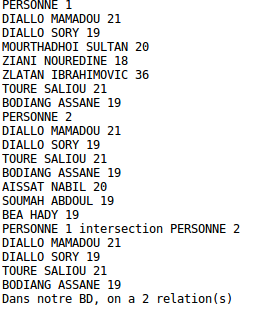 PERSONNE 1
DIALLO MAMADOU 21
DIALLO SORY 19
MOURTHADHOI SULTAN 20
ZIANI NOUREDINE 18
ZLATAN IBRAHIMOVIC 36
TOURE SALIOU 21
BODIANG ASSANE 19
PERSONNE 2
DIALLO MAMADOU 21
DIALLO SORY 19
TOURE SALIOU 21
BODIANG ASSANE 19
AISSAT NABIL 20
SOUMAH ABDOUL 19
BEA HADY 19
PERSONNE 1 intersection PERSONNE 2
DIALLO MAMADOU 21
DIALLO SORY 19
TOURE SALIOU 21
BODIANG ASSANE 19
Dans notre BD, on a 2 relation(s)